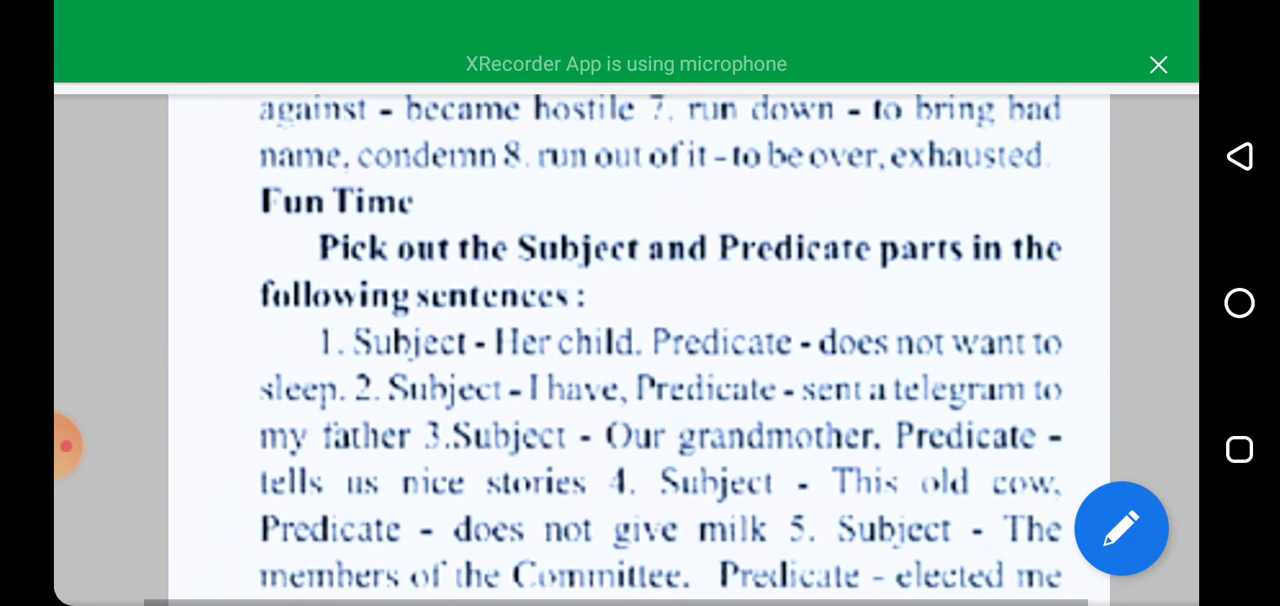 XRecorder App is using microphone
against - became hostile 7. run down - to bring bad
name, condemn 8. run out of it - to be over, exhausted.
Fun Time
Pick out the Subject and Predicate parts in the
following sentences :
1. Subject - Her child. Predicate - does not want to
sleep. 2. Subject - I have, Predicate - sent a telegram to
my father 3.Subject - Our grandmother. Predicate -
tells us nice stories 4. Subject - This old cow,
Predicate - does not give milk 5. Subject - The
members of the Committee. Predicate - elected me